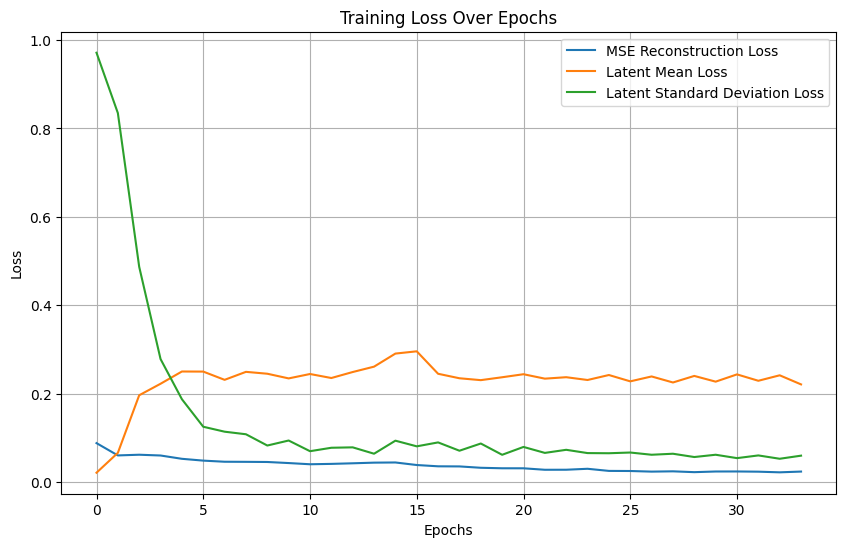 Training Loss Over Epochs
MSE Reconstruction Loss
Latent Mean Loss
Latent Standard Deviation Loss
1.0
0.8
0.6
0.4
0.2
0.0
Loss
0 5 10 15 20 25 30
Epochs